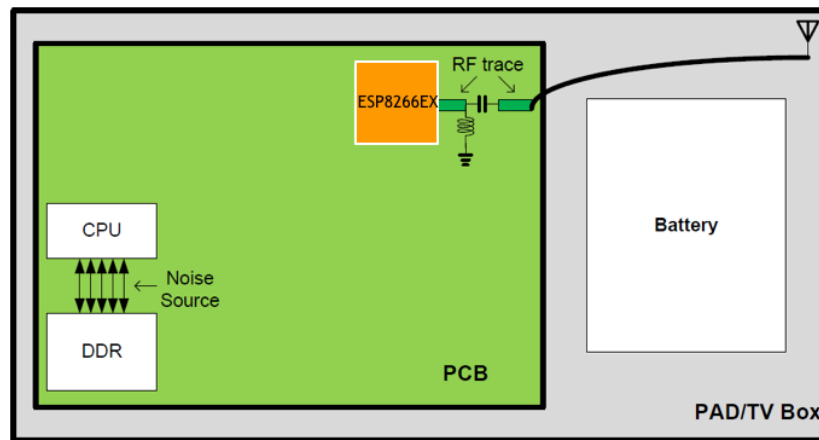 RF trace
ESP8266EX
CPU
Noise
Source
DDR
Battery
PCB
PAD/TV Box